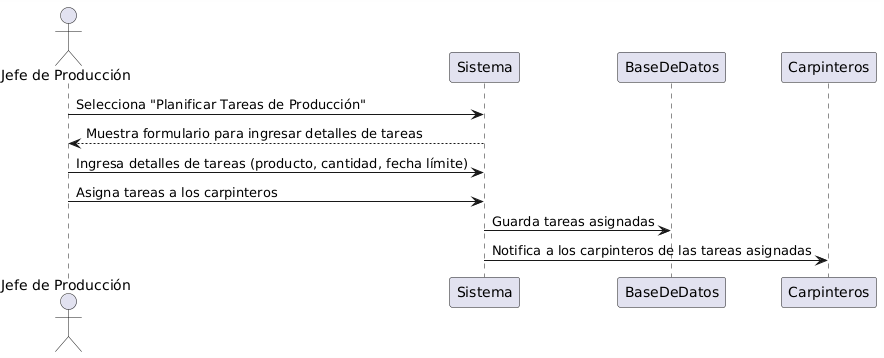 Jefe de Producción
Sistema
BaseDeDatos
Carpinteros
Selecciona "Planificar Tareas de Producción"
Muestra formulario para ingresar detalles de tareas
Ingresa detalles de tareas (producto, cantidad, fecha límite)
Asigna tareas a los carpinteros
Guarda tareas asignadas
Notifica a los carpinteros de las tareas asignadas
Jefe de Producción
Sistema
BaseDeDatos
Carpinteros